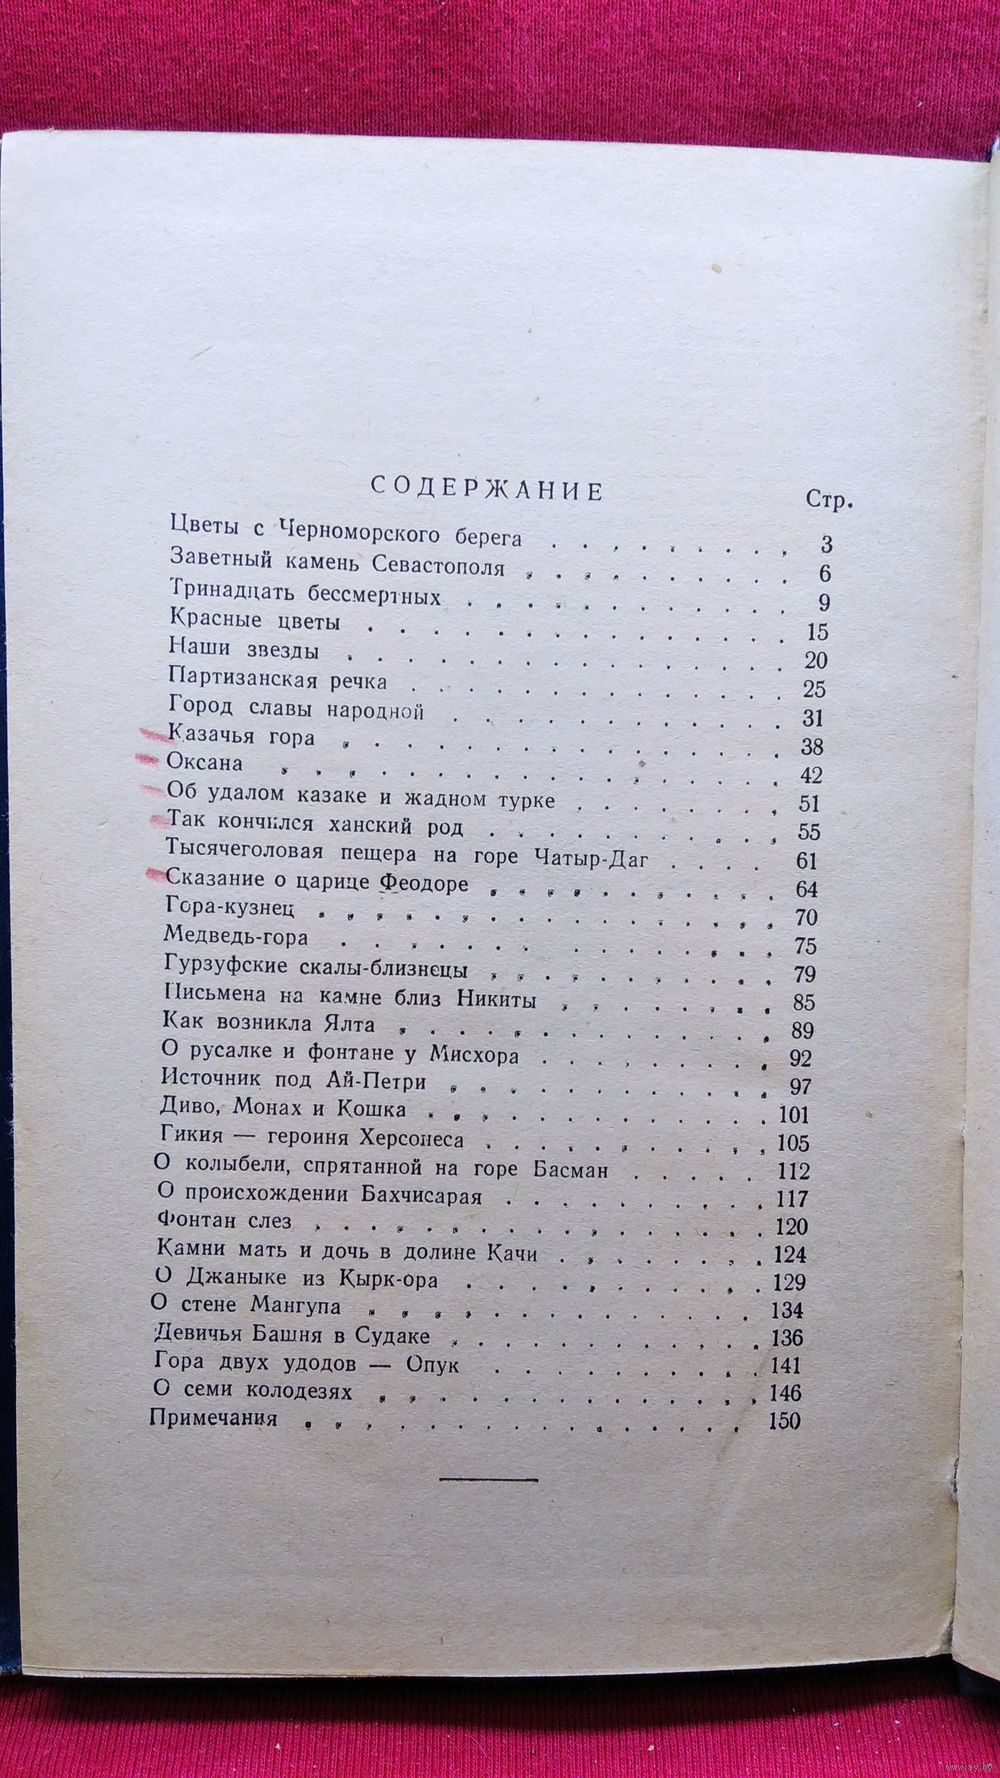 СОДЕРЖАНИЕ
Стр.
Цветы с Черноморского берега . . . . . . . . 3
Заветный камень Севастополя . . . . . . . . . 6
Тринадцать бессмертных . . . . . . . . . . . 9
Красные цветы . . . . . . . . . . . . . . 15
Наши звезды . . . . . . . . . . . . . . 20
Партизанская речка . . . . . . . . . . . . 25
Город славы народной . . . . . . . . . . . 31
Казачья гора . . . . . . . . . . . . . . 38
Оксана . . . . . . . . . . . . . . . . 42
Об удалом казаке и жадном турке . . . . . . . 51
Так кончился ханский род . . . . . . . . . . 55
Тысячеголовая пещера на горе Чатыр-Даг . . . . 61
Сказание о царице Феодоре . . . . . . . . . . 64
Гора-кузнец . . . . . . . . . . . . . . . 70
Медведь-гора . . . . . . . . . . . . . . 75
Гурзуфские скалы-близнецы . . . . . . . . . . 79
Письмена на камне близ Никиты . . . . . . . . 85
Как возникла Ялта . . . . . . . . . . . . . 89
О русалке и фонтане у Мисхора . . . . . . . . 92
Источник под Ай-Петри . . . . . . . . . . . 97
Диво, Монах и Кошка . . . . . . . . . . . . 101
Гикия — героиня Херсонеса . . . . . . . . . . 105
О колыбели, спрятанной на горе Басман . . . . . 112
О происхождении Бахчисарая . . . . . . . . . 117
Фонтан слез . . . . . . . . . . . . . . . 120
Камни мать и дочь в долине Качи . . . . . . . 124
О Джаныке из Кырк-ора . . . . . . . . . . . 129
О стене Мангупа . . . . . . . . . . . . . 134
Девичья Башня в Судаке . . . . . . . . . . . 136
Гора двух удодов — Опук . . . . . . . . . . 141
О семи колодезях . . . . . . . . . . . . . 146
Примечания . . . . . . . . . . . . . . . 150
www.ay.by